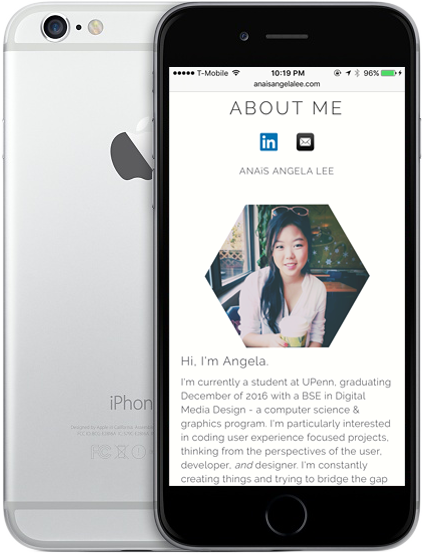 ●●●●● T-Mobile 10:19 PM 96%
anaisangelalee.com
ABOUT ME
in
ANAïS ANGELA LEE
Hi, I'm Angela.
I'm currently a student at UPenn, graduating
December of 2016 with a BSE in Digital
Media Design - a computer science &
graphics program. I'm particularly interested
in coding user experience focused projects,
thinking from the perspectives of the user,
developer, and designer. I'm constantly
creating things and trying to bridge the gap
iPhon